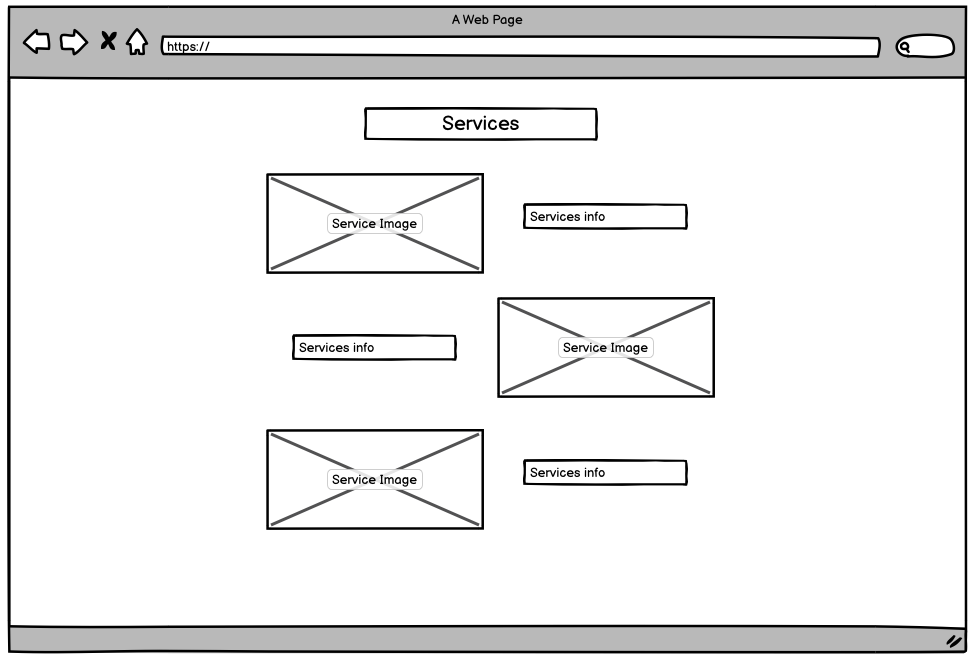 A Web Page
https://
Services
Service Image
Services info
Services info
Service Image
Service Image
Services info